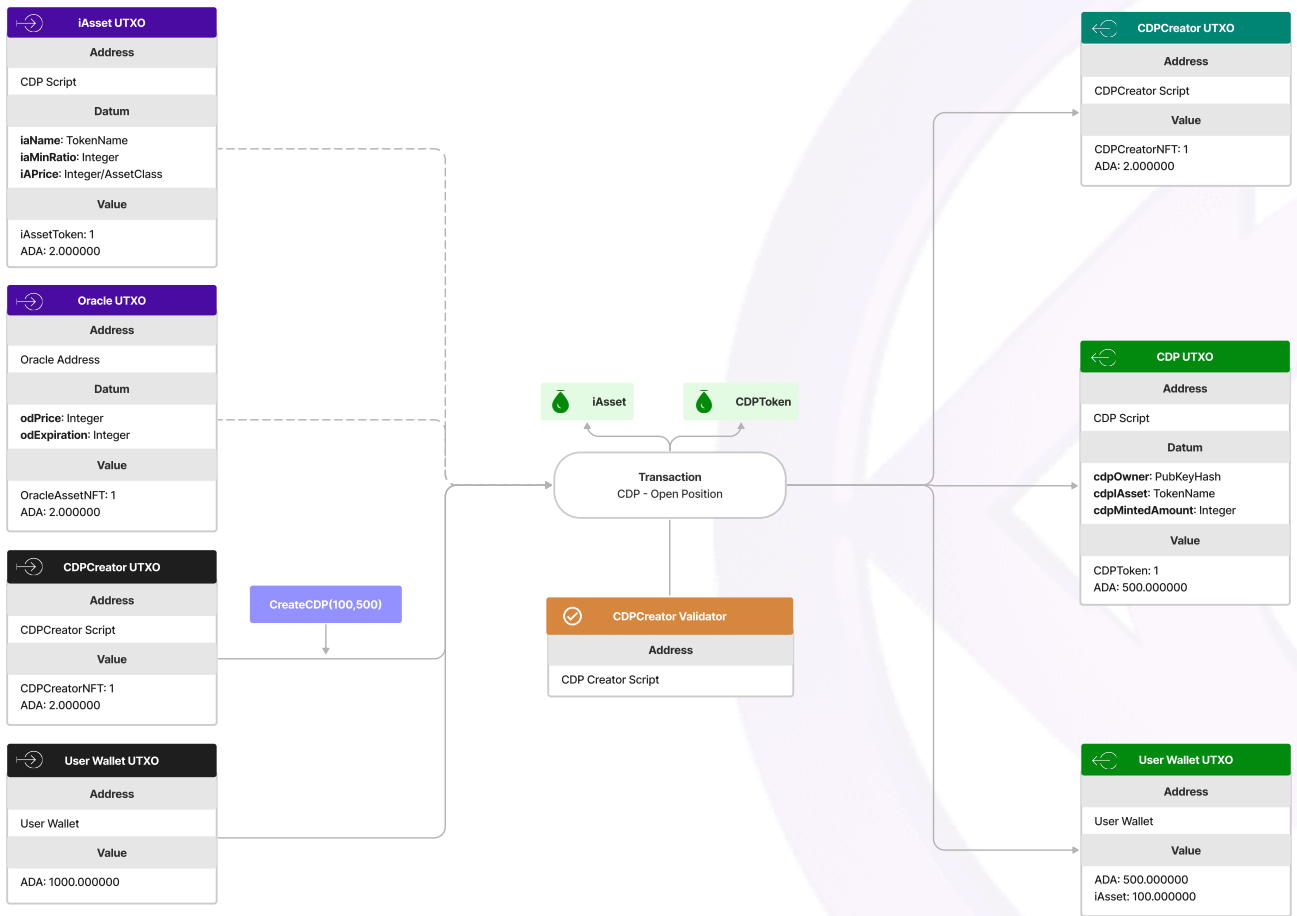 iAsset UTXO
Address
CDP Script
Datum
iaName: TokenName
iaMinRatio: Integer
iAPrice: Integer/AssetClass
Value
iAssetToken: 1
ADA: 2.000000
Oracle UTXO
Address
Oracle Address
Datum
odPrice: Integer
odExpiration: Integer
Value
OracleAssetNFT: 1
ADA: 2.000000
CDPCreator UTXO
Address
CDPCreator Script
Value
CDPCreatorNFT: 1
ADA: 2.000000
User Wallet UTXO
Address
User Wallet
Value
ADA: 1000.000000
CreateCDP(100,500)
iAsset
CDPToken
Transaction
CDP - Open Position
CDPCreator Validator
Address
CDP Creator Script
CDPCreator UTXO
Address
CDPCreator Script
Value
CDPCreatorNFT: 1
ADA: 2.000000
CDP UTXO
Address
CDP Script
Datum
cdpOwner: PubKeyHash
cdpIAsset: TokenName
cdpMintedAmount: Integer
Value
CDPToken: 1
ADA: 500.000000
User Wallet UTXO
Address
User Wallet
Value
ADA: 500.000000
iAsset: 100.000000